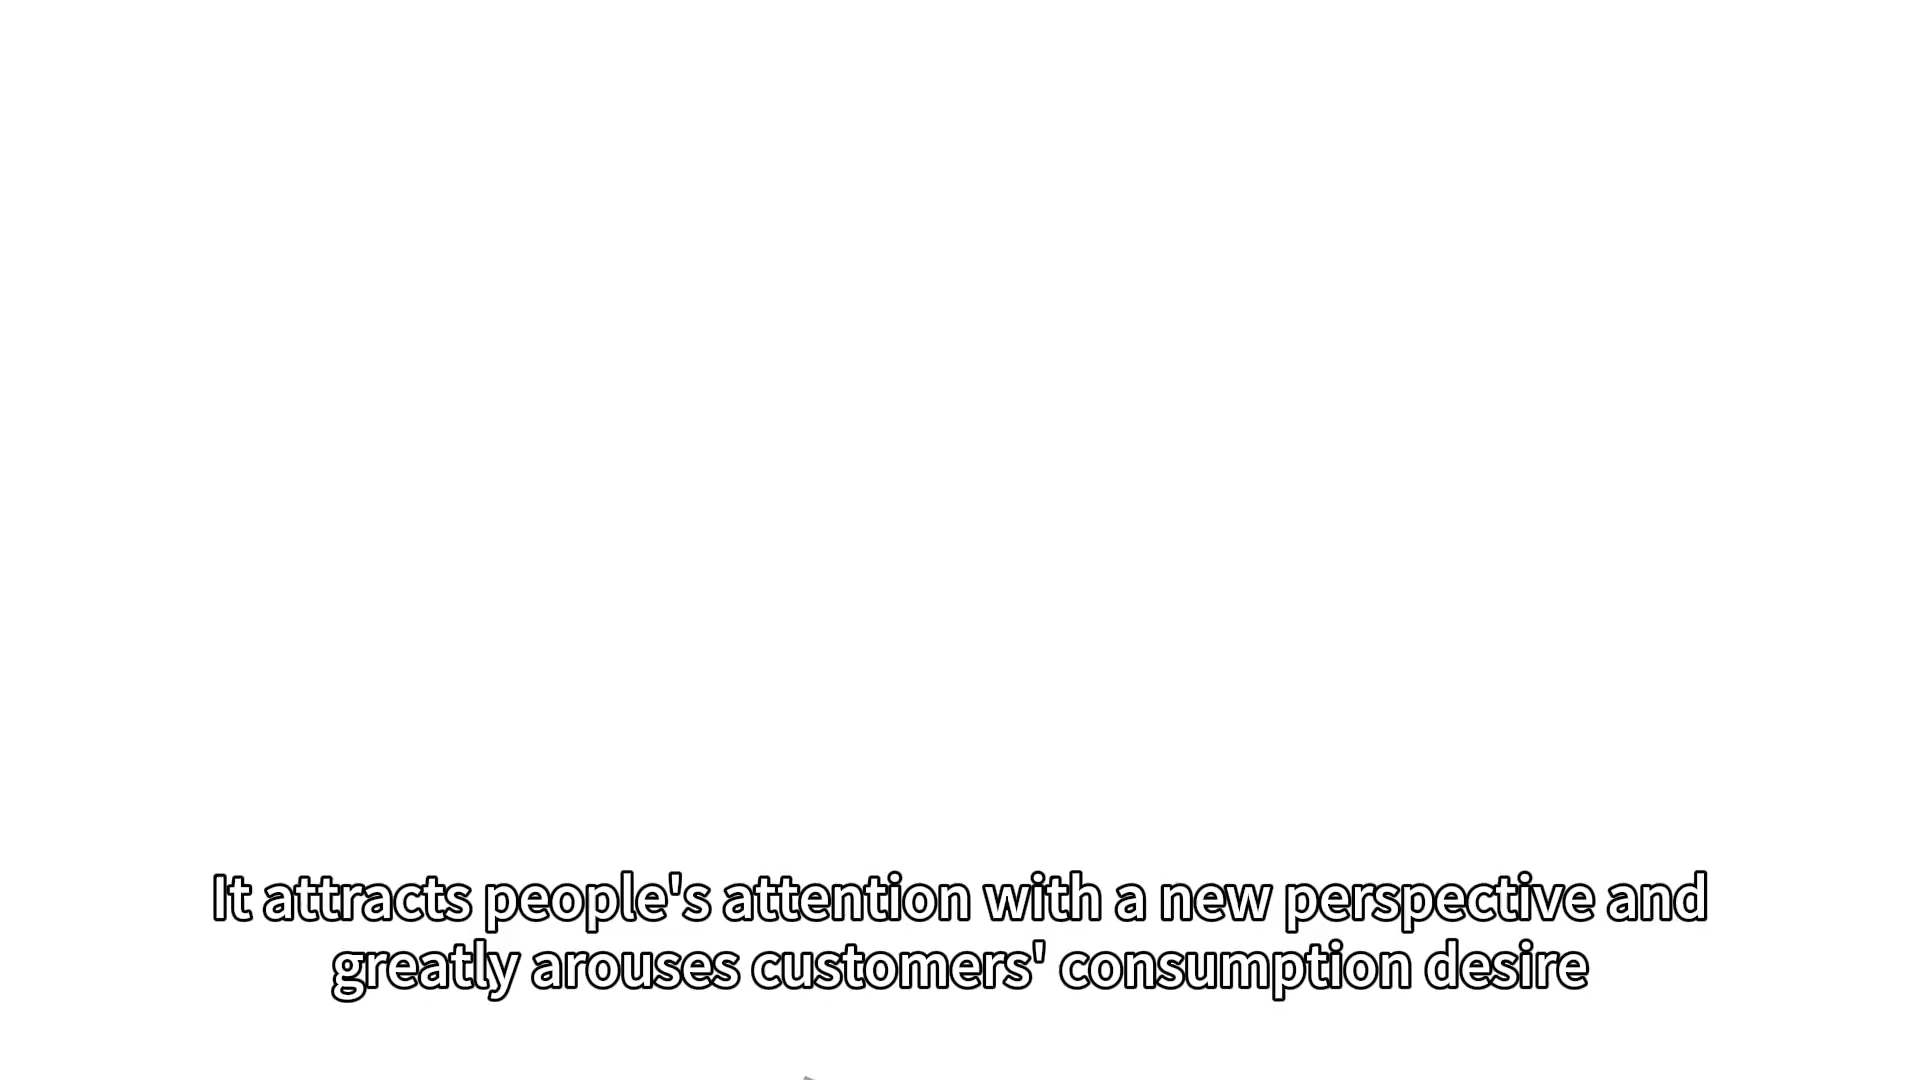 It attracts people's attention with a new perspective and
greatly arouses customers' consumption desire